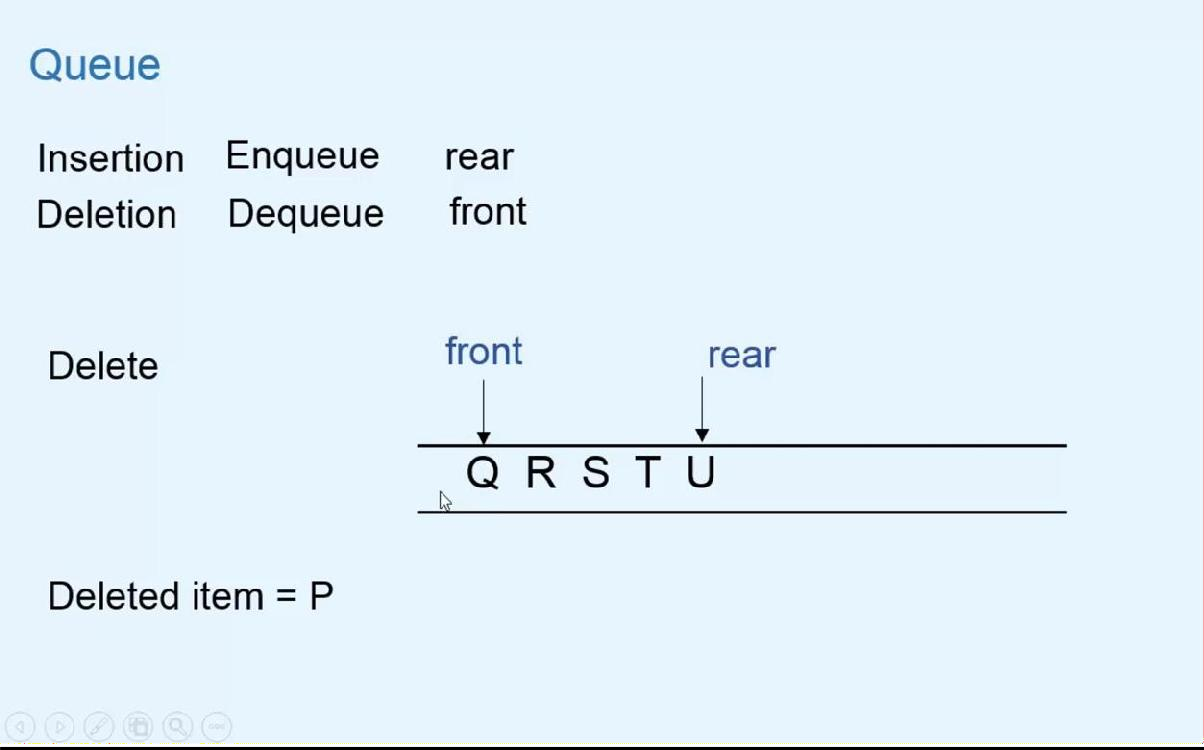 Queue
Insertion Enqueue rear
Deletion Dequeue front
front rear
Delete
Q R S T U
Deleted item = P